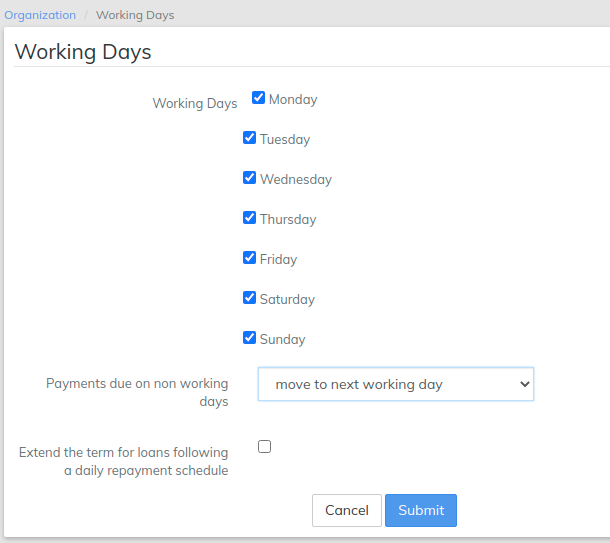 Organization / Working Days
Working Days
Working Days Monday
Tuesday
Wednesday
Thursday
Friday
Saturday
Sunday
Payments due on non working
days
move to next working day
Extend the term for loans following
a daily repayment schedule
Cancel Submit